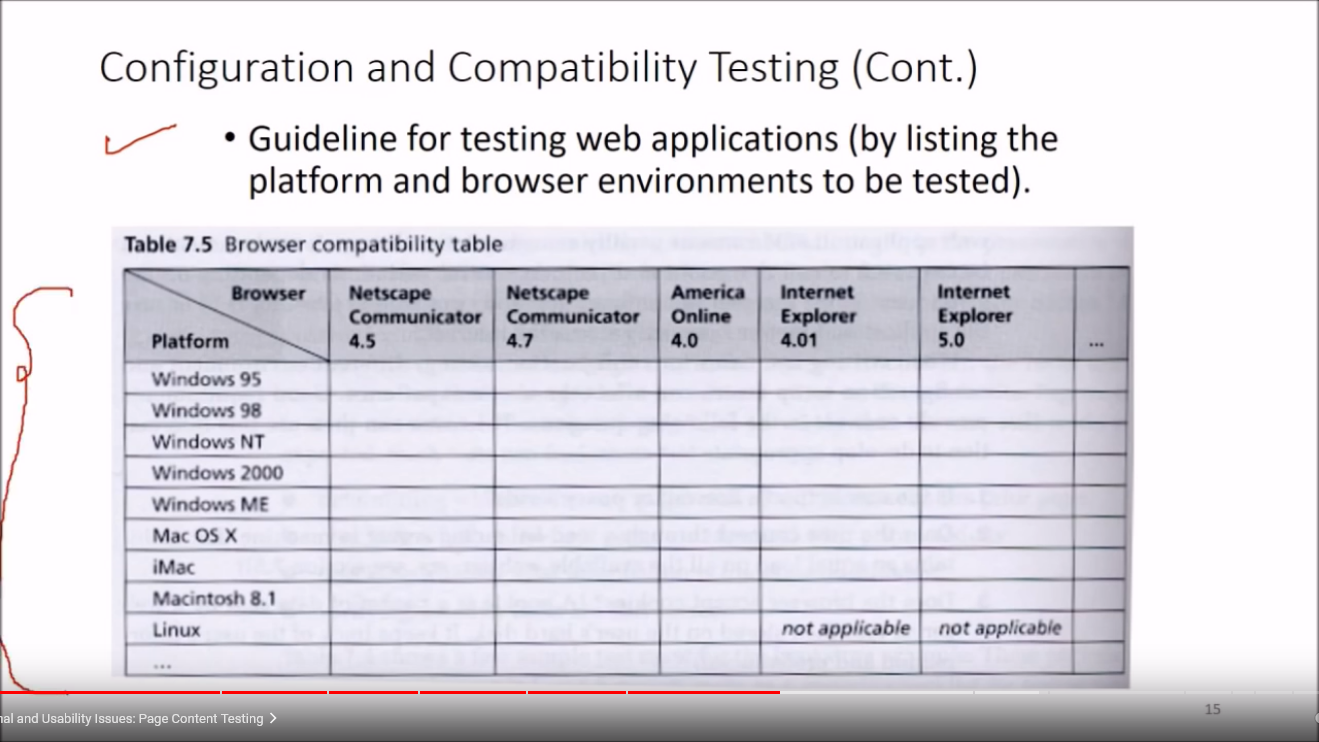 Configuration and Compatibility Testing (Cont.)
• Guideline for testing web applications (by listing the
platform and browser environments to be tested).
Table 7.5 Browser compatibility table
Browser
Platform
Netscape Communicator 4.5
Netscape Communicator 4.7
America Online 4.0
Internet Explorer 4.01
Internet Explorer 5.0
...
Windows 95
Windows 98
Windows NT
Windows 2000
Windows ME
Mac OS X
iMac
Macintosh 8.1
Linux not applicable not applicable
...
15
and Usability Issues: Page Content Testing